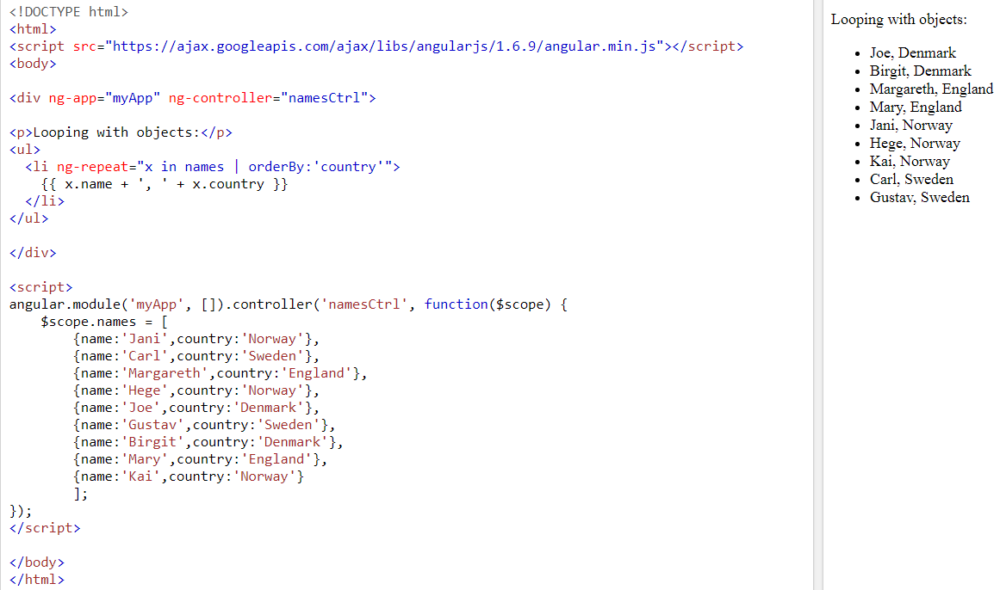 <!DOCTYPE html>
<html>
<script src="https://ajax.googleapis.com/ajax/libs/angularjs/1.6.9/angular.min.js"></script>
<body>

<div ng-app="myApp" ng-controller="namesCtrl">

<p>Looping with objects:</p>
<ul>
  <li ng-repeat="x in names | orderBy:'country'">
    {{ x.name + ', ' + x.country }}
  </li>
</ul>

</div>

<script>
angular.module('myApp', []).controller('namesCtrl', function($scope) {
    $scope.names = [
        {name:'Jani',country:'Norway'},
        {name:'Carl',country:'Sweden'},
        {name:'Margareth',country:'England'},
        {name:'Hege',country:'Norway'},
        {name:'Joe',country:'Denmark'},
        {name:'Gustav',country:'Sweden'},
        {name:'Birgit',country:'Denmark'},
        {name:'Mary',country:'England'},
        {name:'Kai',country:'Norway'}
        ];
});
</script>

</body>
</html>
Looping with objects:
• Joe, Denmark
• Birgit, Denmark
• Margareth, England
• Mary, England
• Jani, Norway
• Hege, Norway
• Kai, Norway
• Carl, Sweden
• Gustav, Sweden